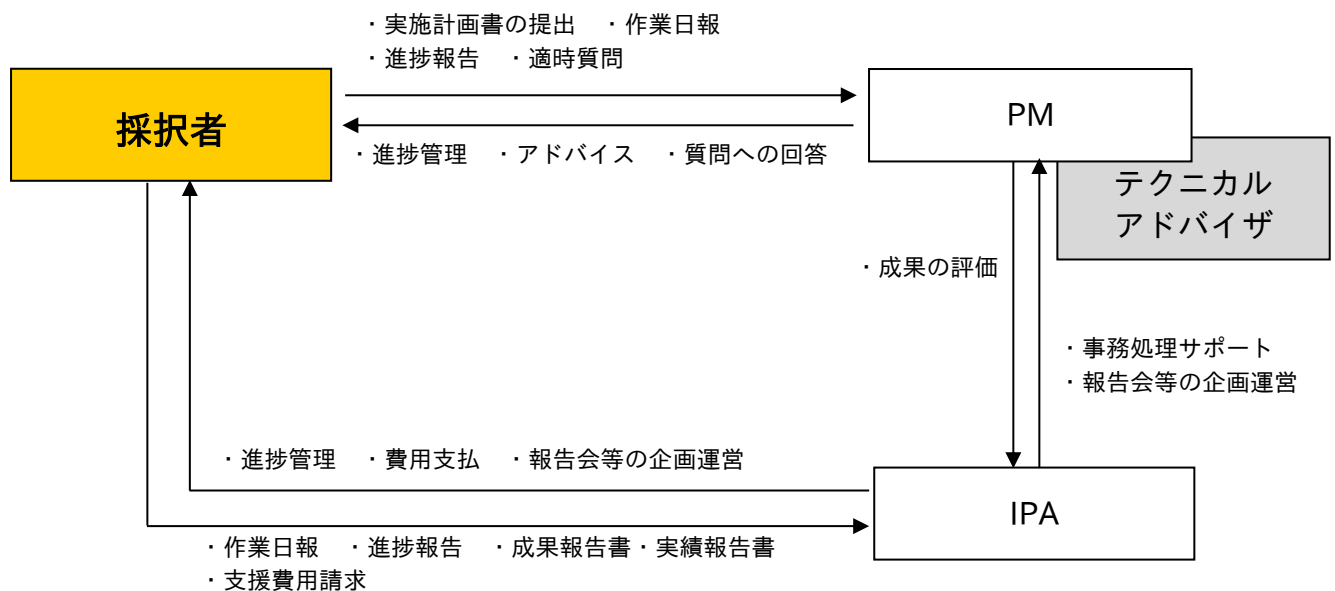 ・実施計画書の提出　・作業日報
・進捗報告　・適時質問
採択者
PM
・進捗管理　・アドバイス　・質問への回答
テクニカル
アドバイザ
・成果の評価
・事務処理サポート
・報告会等の企画運営
・進捗管理　・費用支払　・報告会等の企画運営
IPA
・作業日報　・進捗報告　・成果報告書・実績報告書
・支援費用請求